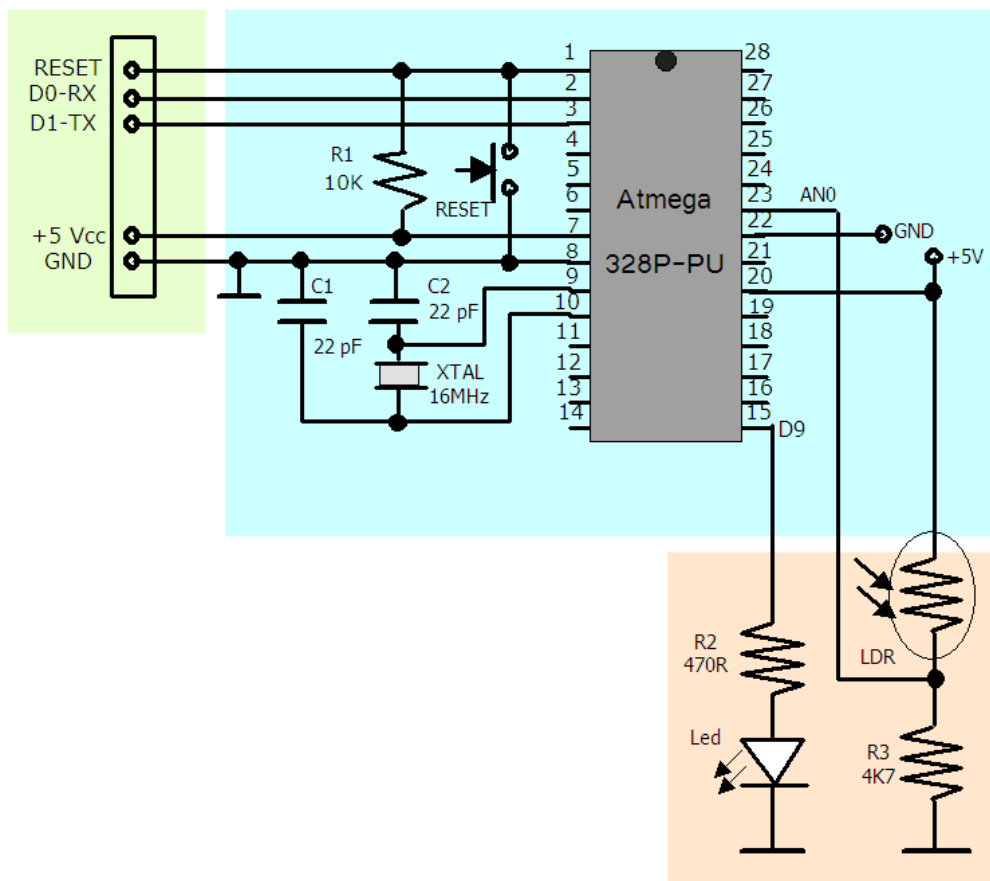 RESET
D0-RX
D1-TX
+5 Vcc
GND
R1
10K
RESET
C1
22 pF
C2
22 pF
XTAL
16MHz
1
2
3
4
5
6
7
8
9
10
11
12
13
14
Atmega
328P-PU
28
27
26
25
24
23
22
21
20
19
18
17
16
15
AN0
GND
+5V
D9
R2
470R
Led
LDR
R3
4K7